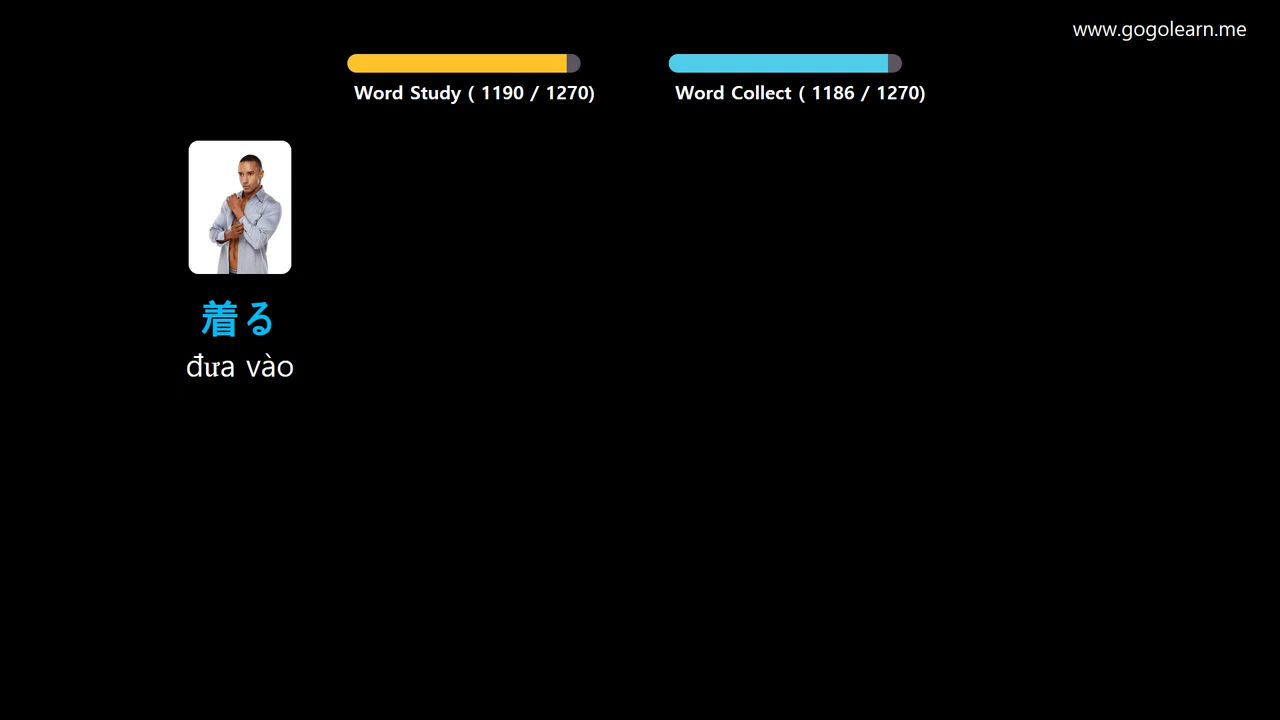 www.gogolearn.me
Word Study ( 1190 / 1270)
Word Collect ( 1186 / 1270)
着る
đưa vào